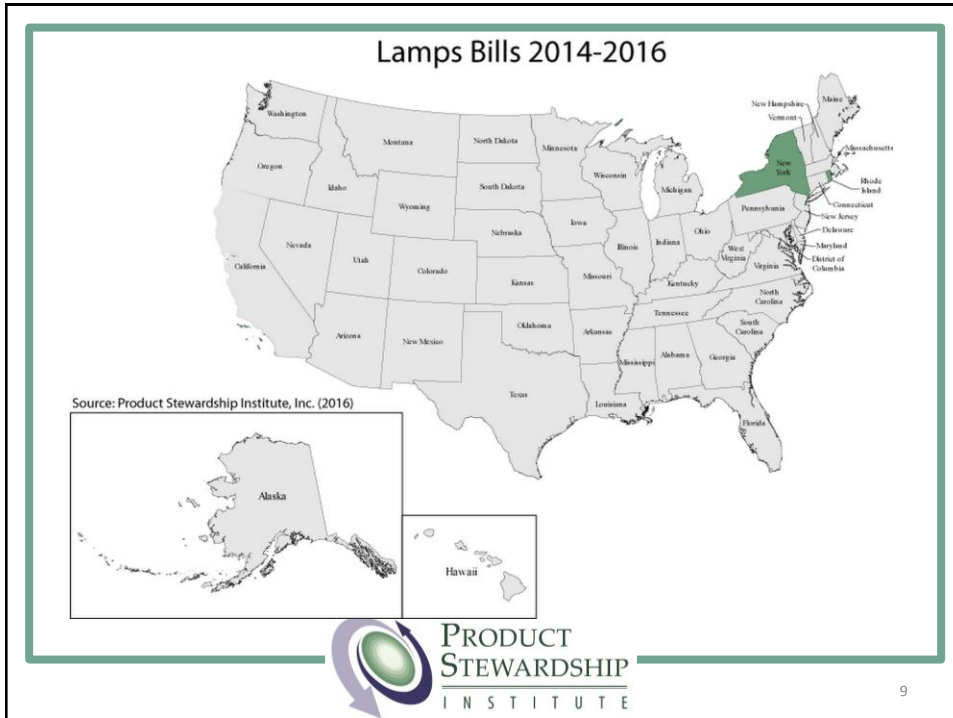 Lamps Bills 2014-2016
Washington
Oregon
California
Nevada
Idaho
Montana
Wyoming
Utah
Colorado
Arizona
New Mexico
North Dakota
South Dakota
Nebraska
Kansas
Oklahoma
Texas
Minnesota
Iowa
Missouri
Arkansas
Louisiana
Wisconsin
Illinois
Michigan
Indiana
Ohio
Kentucky
Tennessee
Mississippi
Alabama
Georgia
Florida
South
Carolina
North
Carolina
Virginia
West
Virginia
Pennsylvania
New
York
Vermont
New Hampshire
Maine
Massachusetts
Rhode
Island
Connecticut
New Jersey
Delaware
Maryland
District of
Columbia
Source: Product Stewardship Institute, Inc. (2016)
Alaska
Hawaii
PRODUCT
STEWARDSHIP
INSTITUTE
9